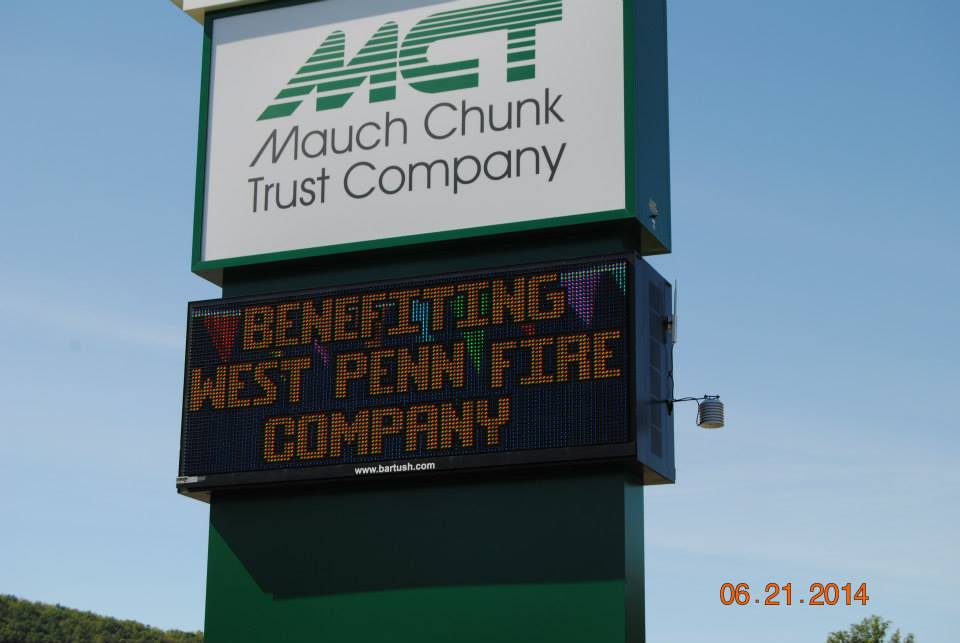 MCT
Mauch Chunk
Trust Company
BENEFITING
WEST PENN FIRE
COMPANY
www.bartush.com
06.21.2014